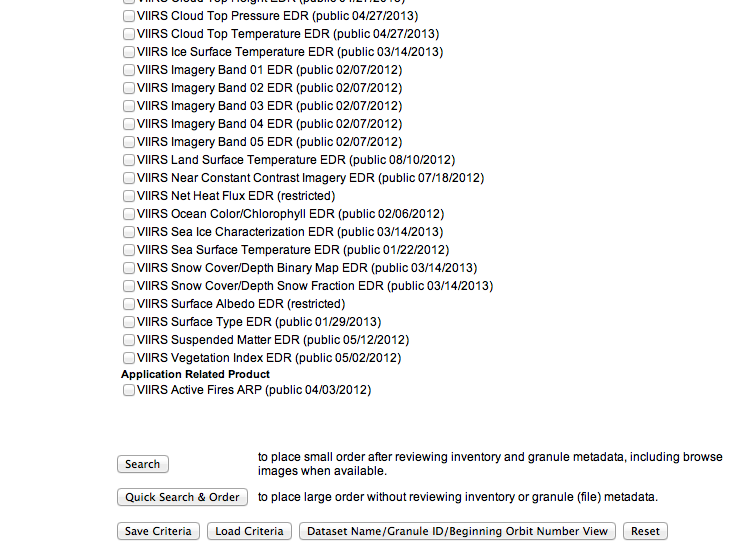 VIIRS Cloud Top Height EDR (public 04/27/2013)
VIIRS Cloud Top Pressure EDR (public 04/27/2013)
VIIRS Cloud Top Temperature EDR (public 04/27/2013)
VIIRS Ice Surface Temperature EDR (public 03/14/2013)
VIIRS Imagery Band 01 EDR (public 02/07/2012)
VIIRS Imagery Band 02 EDR (public 02/07/2012)
VIIRS Imagery Band 03 EDR (public 02/07/2012)
VIIRS Imagery Band 04 EDR (public 02/07/2012)
VIIRS Imagery Band 05 EDR (public 02/07/2012)
VIIRS Land Surface Temperature EDR (public 08/10/2012)
VIIRS Near Constant Contrast Imagery EDR (public 07/18/2012)
VIIRS Net Heat Flux EDR (restricted)
VIIRS Ocean Color/Chlorophyll EDR (public 02/06/2012)
VIIRS Sea Ice Characterization EDR (public 03/14/2013)
VIIRS Sea Surface Temperature EDR (public 01/22/2012)
VIIRS Snow Cover/Depth Binary Map EDR (public 03/14/2013)
VIIRS Snow Cover/Depth Snow Fraction EDR (public 03/14/2013)
VIIRS Surface Albedo EDR (restricted)
VIIRS Surface Type EDR (public 01/29/2013)
VIIRS Suspended Matter EDR (public 05/12/2012)
VIIRS Vegetation Index EDR (public 05/02/2012)
Application Related Product
VIIRS Active Fires ARP (public 04/03/2012)
Search to place small order after reviewing inventory and granule metadata, including browse
images when available.
Quick Search & Order to place large order without reviewing inventory or granule (file) metadata.
Save Criteria Load Criteria Dataset Name/Granule ID/Beginning Orbit Number View Reset